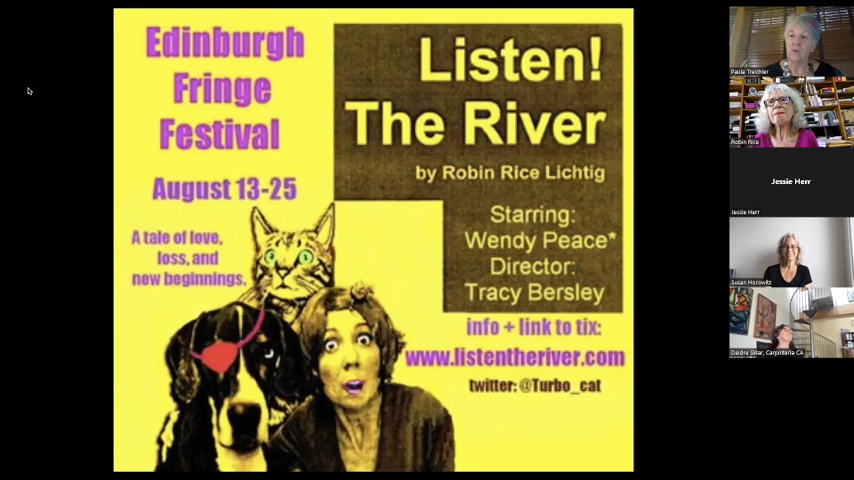 Edinburgh
Fringe
Festival
August 13-25
A tale of love,
loss, and
new beginnings.
Listen!
The River
by Robin Rice Lichtig
Starring:
Wendy Peace*
Director:
Tracy Bersley
info + link to tix:
www.listentheriver.com
twitter: @Turbo_cat
Paula Treichler
Robin Rice
Jessie Herr
Jessie Herr
Susan Horowitz
Deidre Sklar, Carpinteria CA